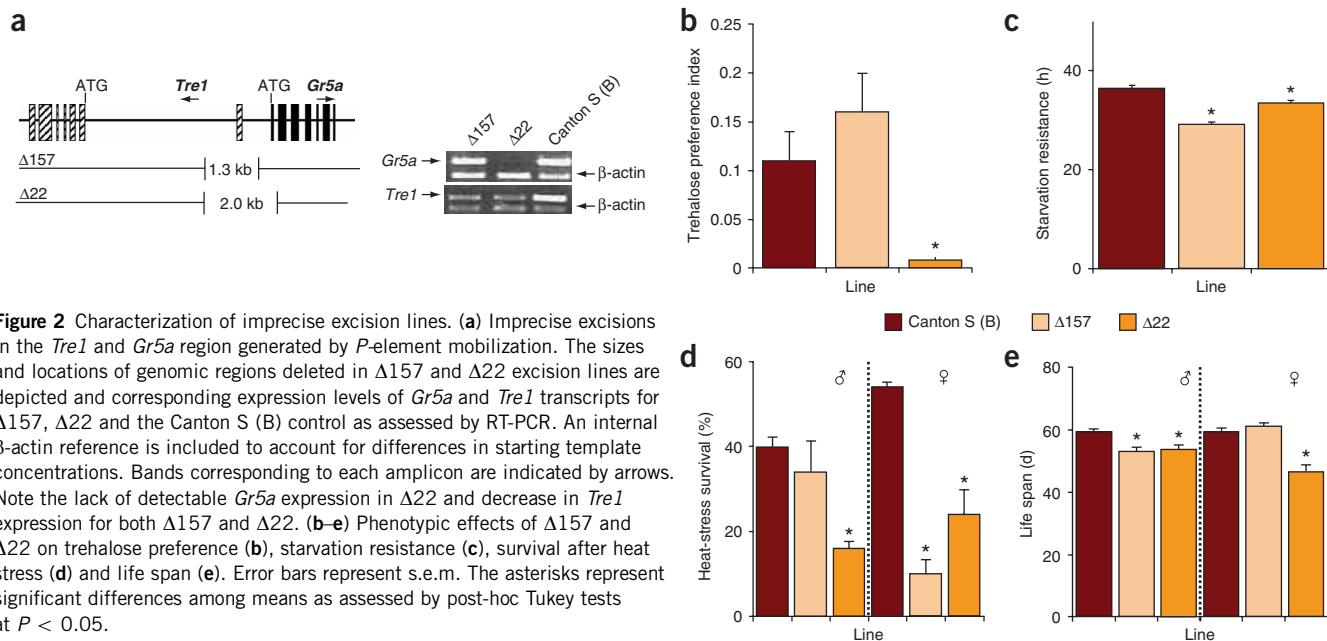 a
ATG
Tre1
ATG
Gr5a
Δ157
1.3 kb
Δ22
2.0 kb
Δ157
Δ22
Canton S (B)
Gr5a
β-actin
Tre1
β-actin
b
Trehalose preference index
0.25
0.2
0.15
0.1
0.05
0
*
Line
c
Starvation resistance (h)
40
20
0
*
*
Line
Canton S (B)
Δ157
Δ22
Figure 2 Characterization of imprecise excision lines. (a) Imprecise excisions
in the Tre1 and Gr5a region generated by P-element mobilization. The sizes
and locations of genomic regions deleted in Δ157 and Δ22 excision lines are
depicted and corresponding expression levels of Gr5a and Tre1 transcripts for
Δ157, Δ22 and the Canton S (B) control as assessed by RT-PCR. An internal
β-actin reference is included to account for differences in starting template
concentrations. Bands corresponding to each amplicon are indicated by arrows.
Note the lack of detectable Gr5a expression in Δ22 and decrease in Tre1
expression for both Δ157 and Δ22. (b–e) Phenotypic effects of Δ157 and
Δ22 on trehalose preference (b), starvation resistance (c), survival after heat
stress (d) and life span (e). Error bars represent s.e.m. The asterisks represent
significant differences among means as assessed by post-hoc Tukey tests
at P < 0.05.
d
Heat-stress survival (%)
60
40
20
0
♂
♀
*
*
*
Line
e
Life span (d)
80
60
40
20
0
♂
♀
*
*
*
Line